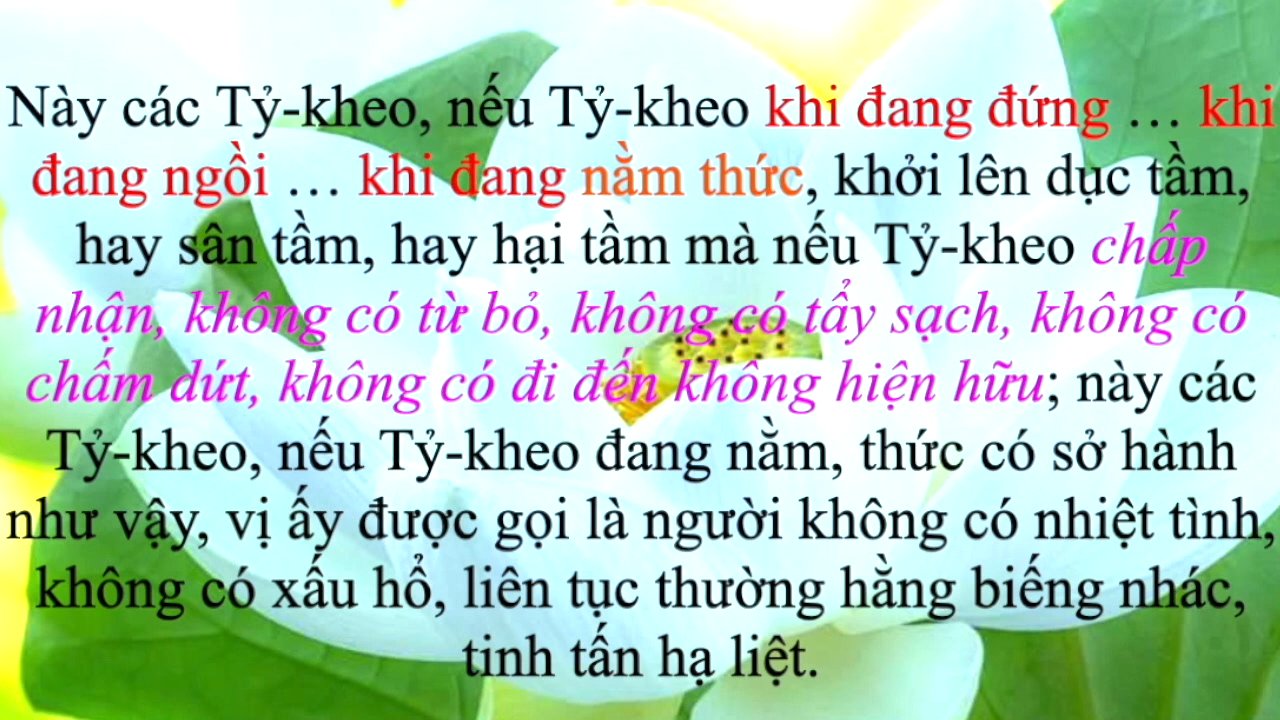 Này các Tỷ-kheo, nếu Tỷ-kheo khi đang đứng … khi
đang ngồi … khi đang nằm thức, khởi lên dục tầm,
hay sân tầm, hay hại tầm mà nếu Tỷ-kheo chấp
nhận, không có từ bỏ, không có tẩy sạch, không có
chấm dứt, không có đi đến không hiện hữu; này các
Tỷ-kheo, nếu Tỷ-kheo đang nằm, thức có sở hành
như vậy, vị ấy được gọi là người không có nhiệt tình,
không có xấu hổ, liên tục thường hằng biếng nhác,
tinh tấn hạ liệt.